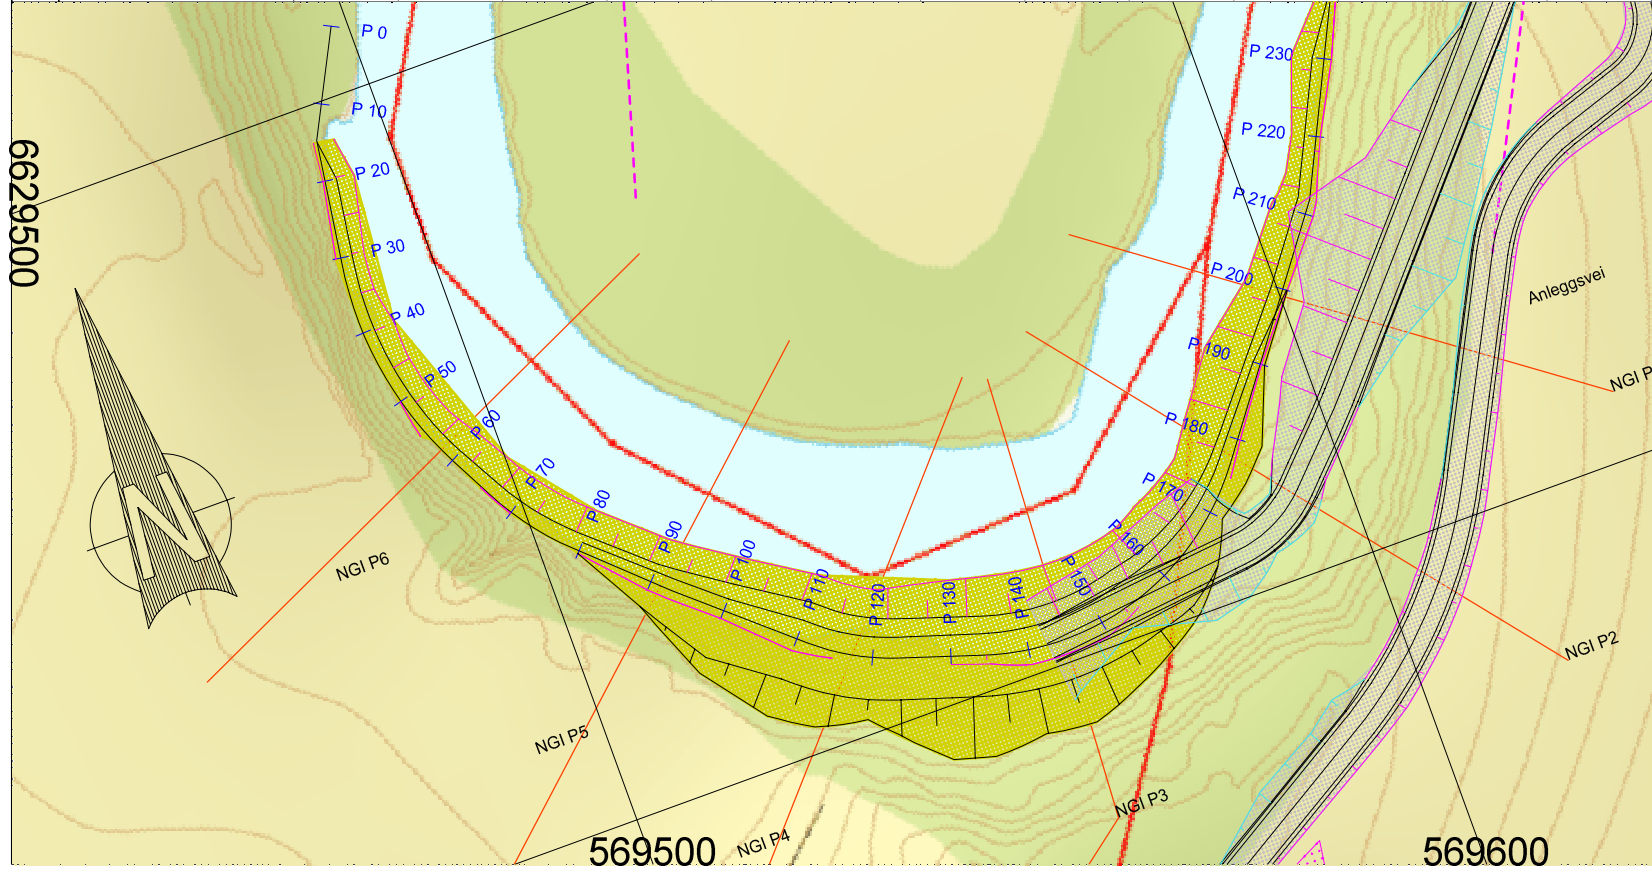 P 0
P 10
P 20
P 30
P 40
P 50
P 60
P 70
P 80
P 90
P 100
P 110
P 120
P 130
P 140
P 150
P 160
P 170
P 180
P 190
P 200
P 210
P 220
P 230
6629500
N
Anleggsvei
NGI P
NGI P2
NGI P3
NGI P4
NGI P5
NGI P6
569500
569600